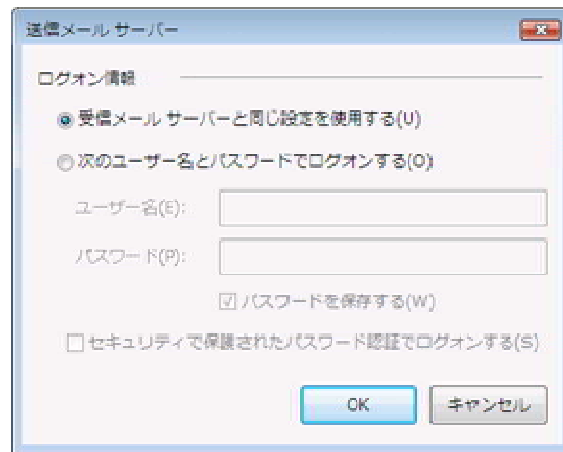 送信メール サーバー
ログオン情報
受信メール サーバーと同じ設定を使用する(U)
次のユーザー名とパスワードでログオンする(O)
ユーザー名(E):
パスワード(P):
パスワードを保存する(W)
セキュリティで保護されたパスワード認証でログオンする(S)
OK キャンセル